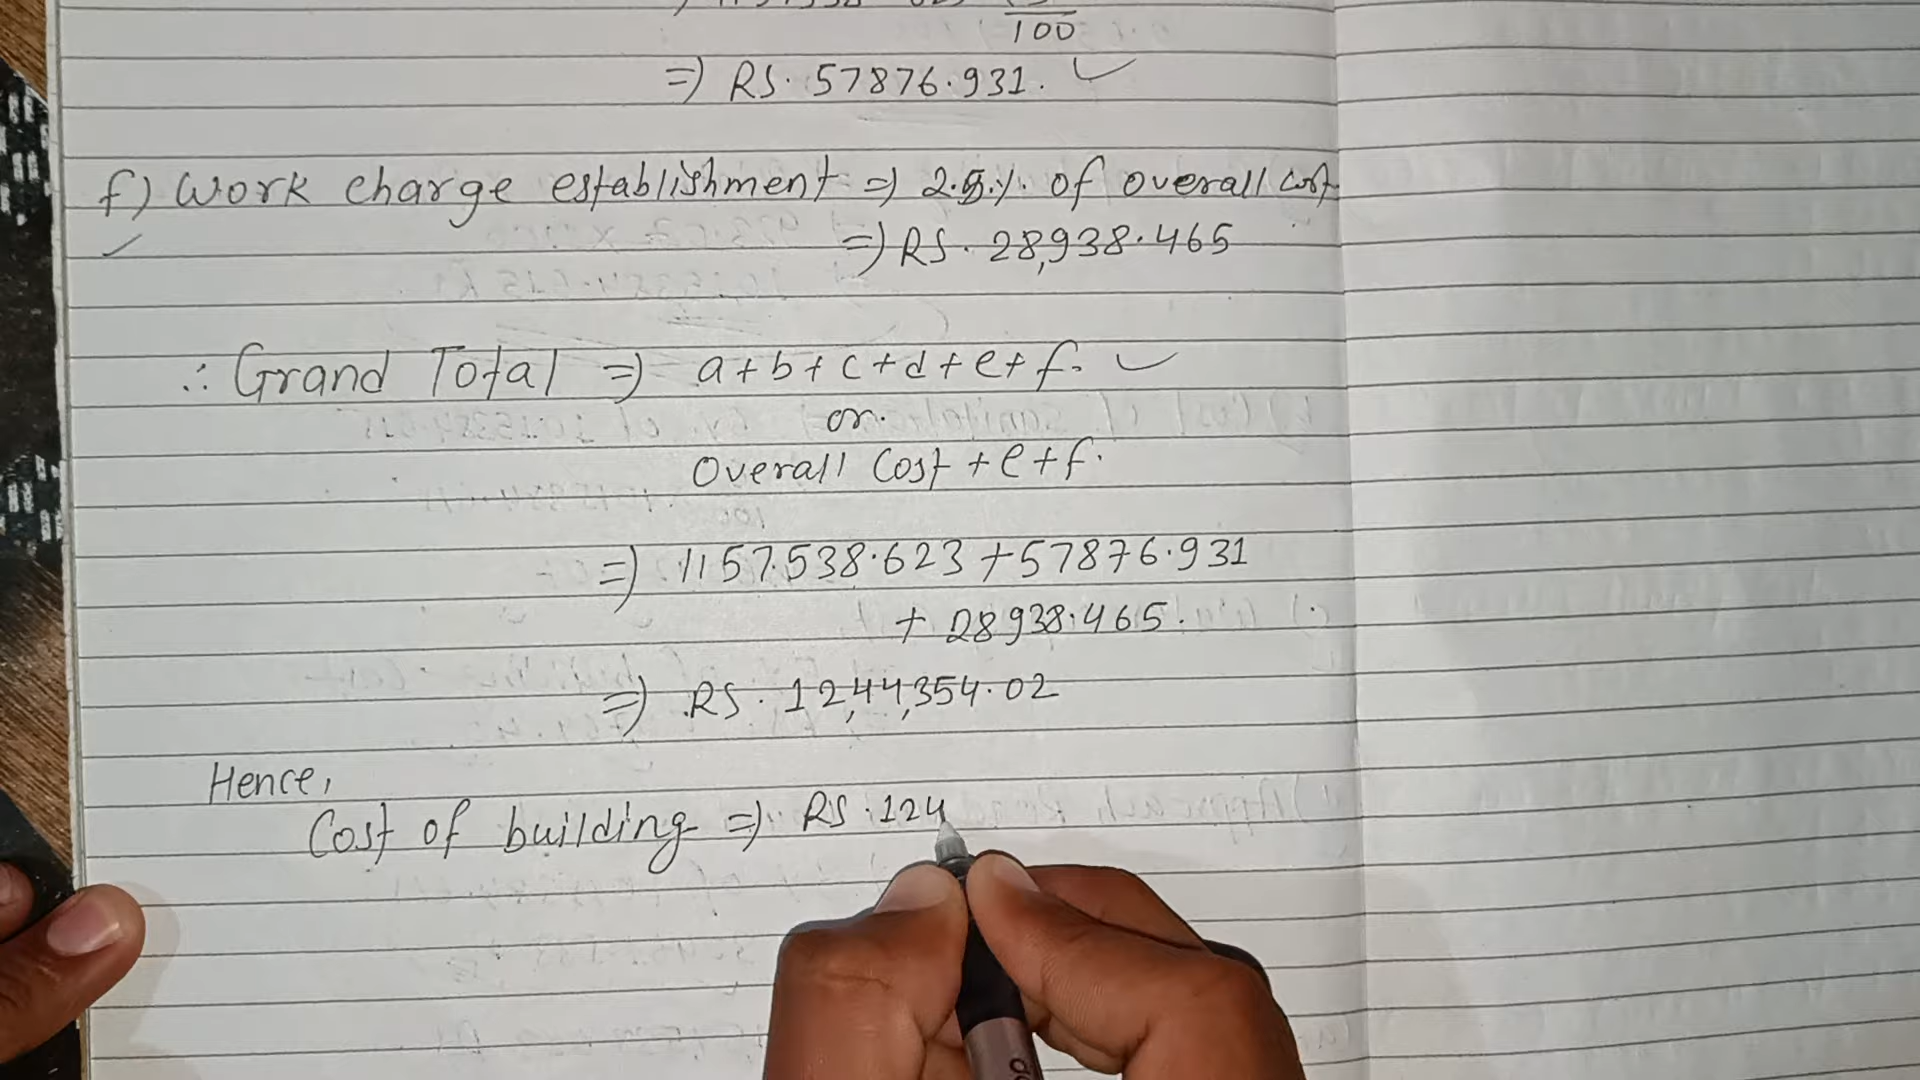 100
=) RS. 57876.931.
f) Work charge establishment =) 2.5.% of overall cost
=) RS. 28,938.465
∴ Grand Total =) a+b+c+d+e+f.
or.
Overall Cost +e+f.
=) 1157538.623+57876.931
+ 28938.465.
=) RS. 12,44,354.02
Hence,
Cost of building =) RS.124